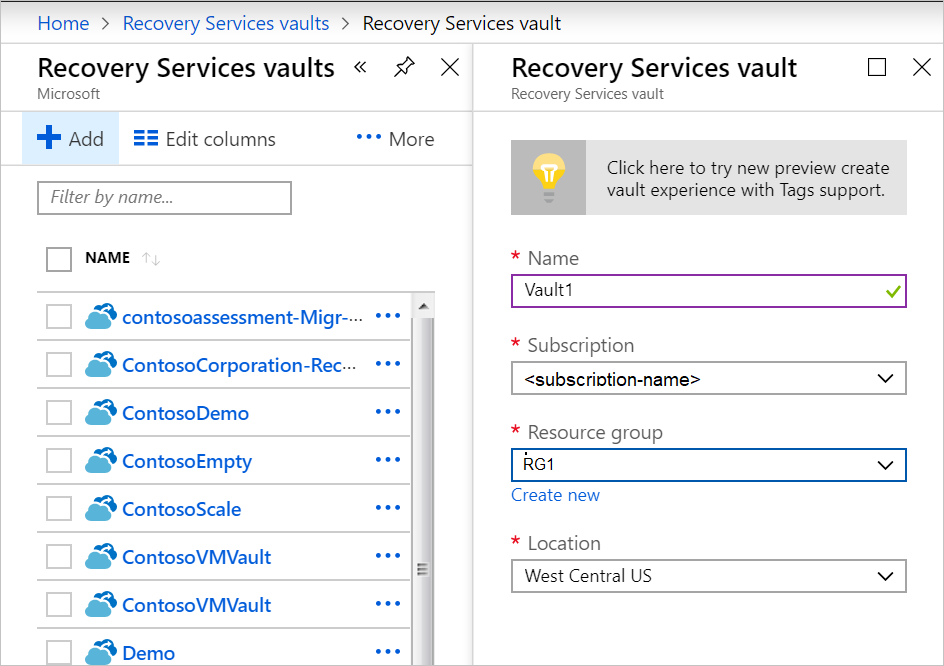 Home > Recovery Services vaults > Recovery Services vault
Recovery Services vaults
Microsoft
Add Edit columns ··· More
Filter by name...
NAME
contosoassessment-Migr-···
ContosoCorporation-Rec···
ContosoDemo
ContosoEmpty
ContosoScale
ContosoVMVault
ContosoVMVault
Demo
Recovery Services vault
Recovery Services vault
Click here to try new preview create
vault experience with Tags support.
* Name
Vault1
* Subscription
<subscription-name>
* Resource group
RG1
Create new
* Location
West Central US